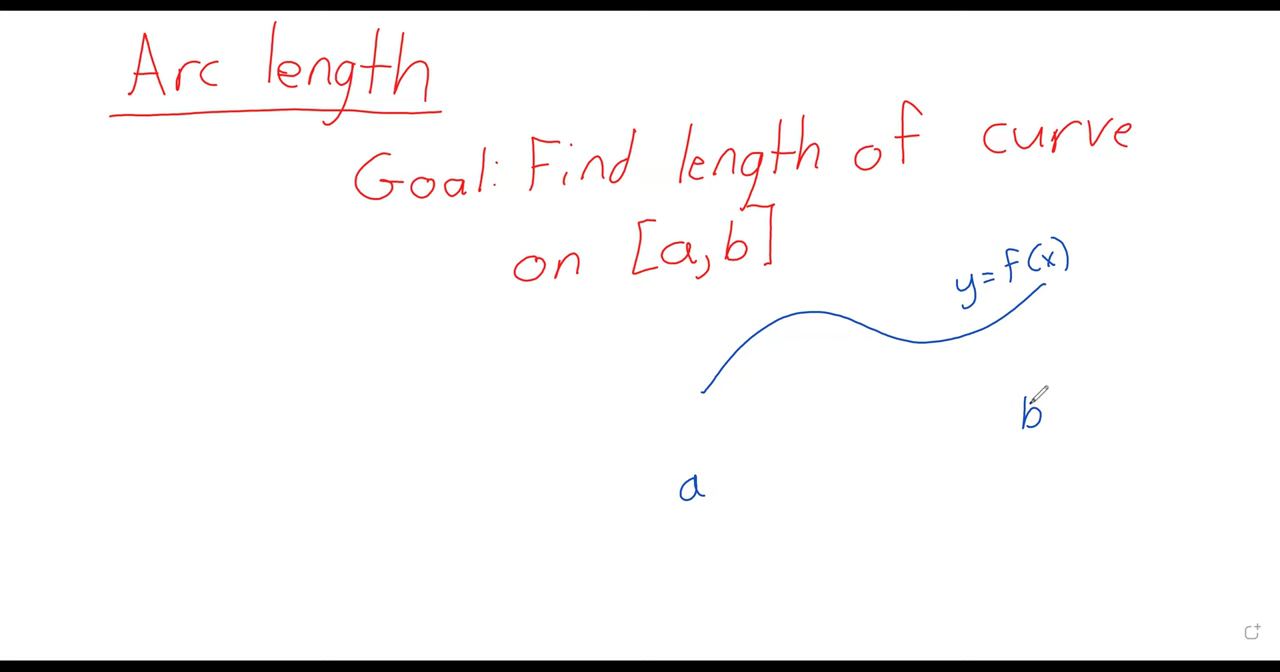 Arc length
Goal: Find length of curve
on [a,b]
y=f(x)
b
a